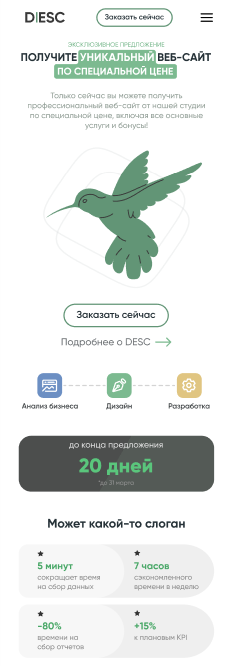 DIESC
Заказать сейчас
ЭКСКЛЮЗИВНОЕ ПРЕДЛОЖЕНИЕ
ПОЛУЧИТЕ УНИКАЛЬНЫЙ ВЕБ-САЙТ
ПО СПЕЦИАЛЬНОЙ ЦЕНЕ
Только сейчас вы можете получить
профессиональный веб-сайт от нашей студии
по специальной цене, включая все основные
услуги и бонусы!
Заказать сейчас
Подробнее о DESC
Анализ бизнеса Дизайн Разработка
до конца предложения
20 дней
*до 31 марта
Может какой-то слоган
5 минут
сокращает время
на сбор данных
7 часов
сэкономленного
времени в неделю
-80%
времени на
сбор отчетов
+15%
к плановым KPI